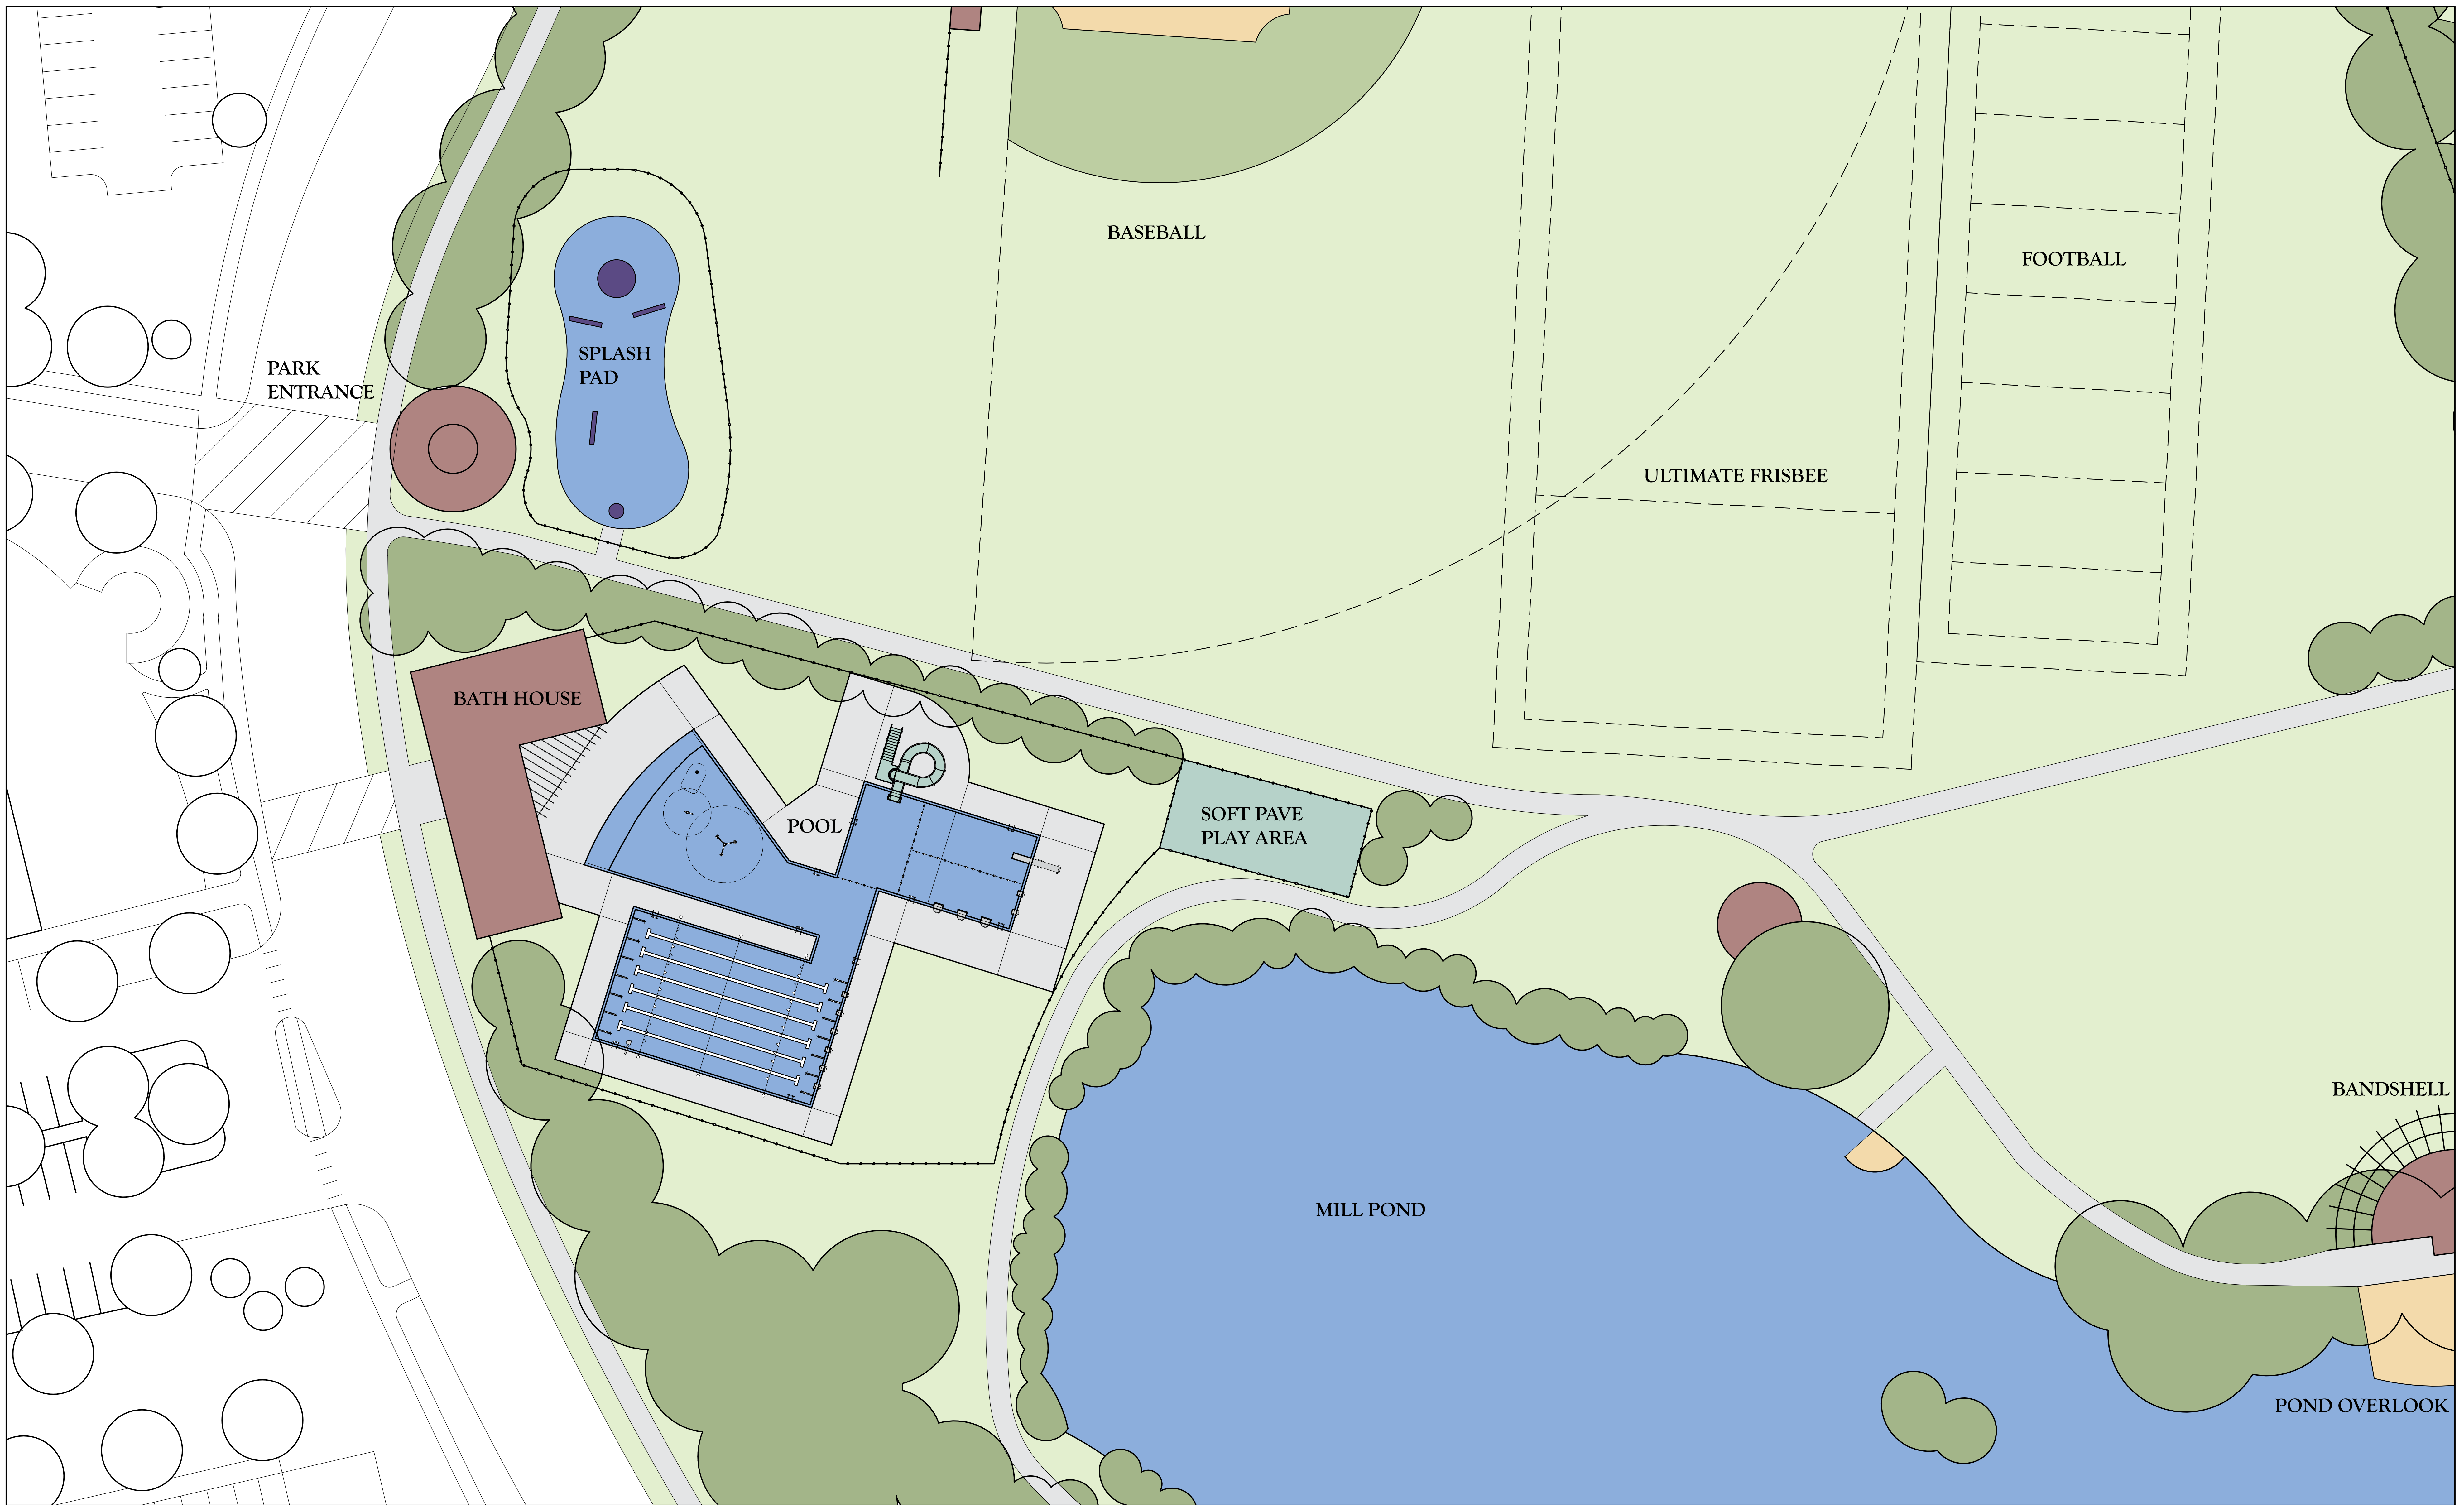 BASEBALL
FOOTBALL
SPLASH
PAD
PARK
ENTRANCE
ULTIMATE FRISBEE
BATH HOUSE
POOL
SOFT PAVE
PLAY AREA
BANDSHELL
MILL POND
POND OVERLOOK